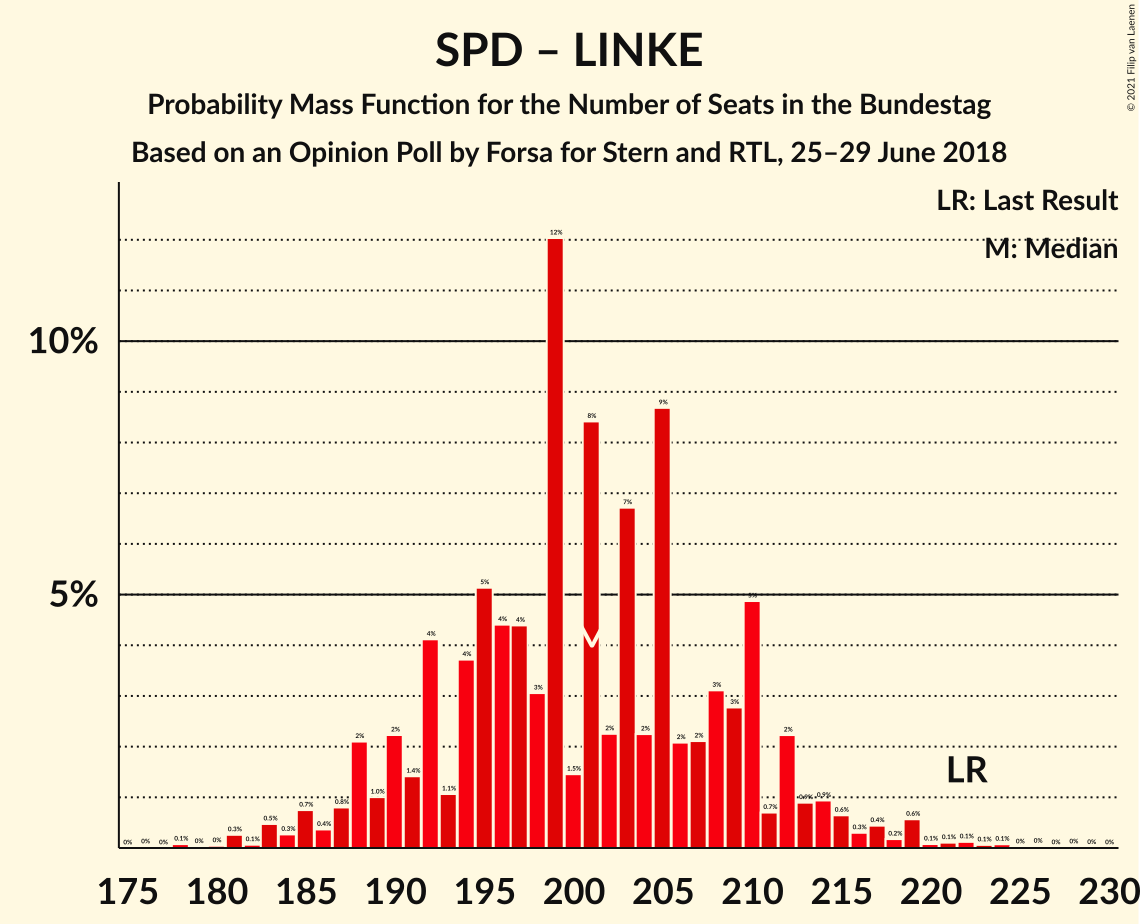 © 2021 Filip van Laenen
SPD – LINKE
Probability Mass Function for the Number of Seats in the Bundestag
Based on an Opinion Poll by Forsa for Stern and RTL, 25–29 June 2018
LR: Last Result
M: Median
10%
5%
0% 0% 0% 0.1% 0% 0% 0.3% 0.1% 0.5% 0.3% 0.7% 0.4% 0.8% 2% 1.0% 2% 1.4% 4% 1.1% 4% 5% 4% 4% 3% 12% 1.5% 8% 2% 7% 2% 9% 2% 2% 3% 3% 5% 0.7% 2% 0.9% 0.9% 0.6% 0.3% 0.4% 0.2% 0.6% 0.1% 0.1% 0.1% 0.1% 0.1% 0% 0% 0% 0% 0% 0%
LR
175 180 185 190 195 200 205 210 215 220 225 230